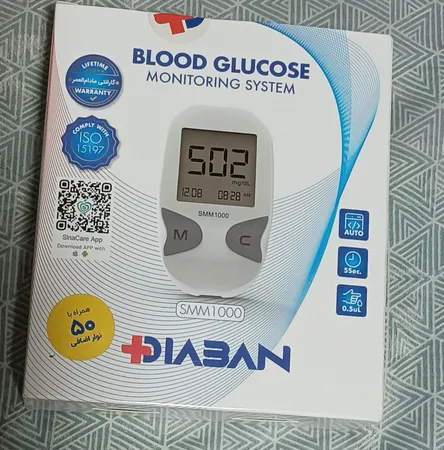 BLOOD GLUCOSE
MONITORING SYSTEM
LIFETIME
گارانتی مادام‌العمر
WARRANTY
COMPLY WITH
ISO
15197
SinaCare App
Download APP with
502
mg/dL
12.08 08:28 AM
SMM1000
M
C
AUTO
5Sec.
0.5uL
SMM1000
همراه با
۵۰
نوار اضافی
DIABAN